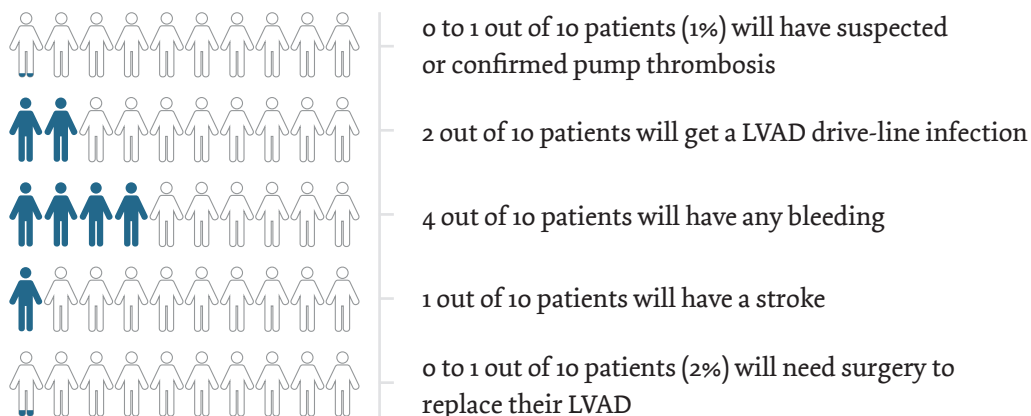 0 to 1 out of 10 patients (1%) will have suspected
or confirmed pump thrombosis
2 out of 10 patients will get a LVAD drive-line infection
4 out of 10 patients will have any bleeding
1 out of 10 patients will have a stroke
0 to 1 out of 10 patients (2%) will need surgery to
replace their LVAD